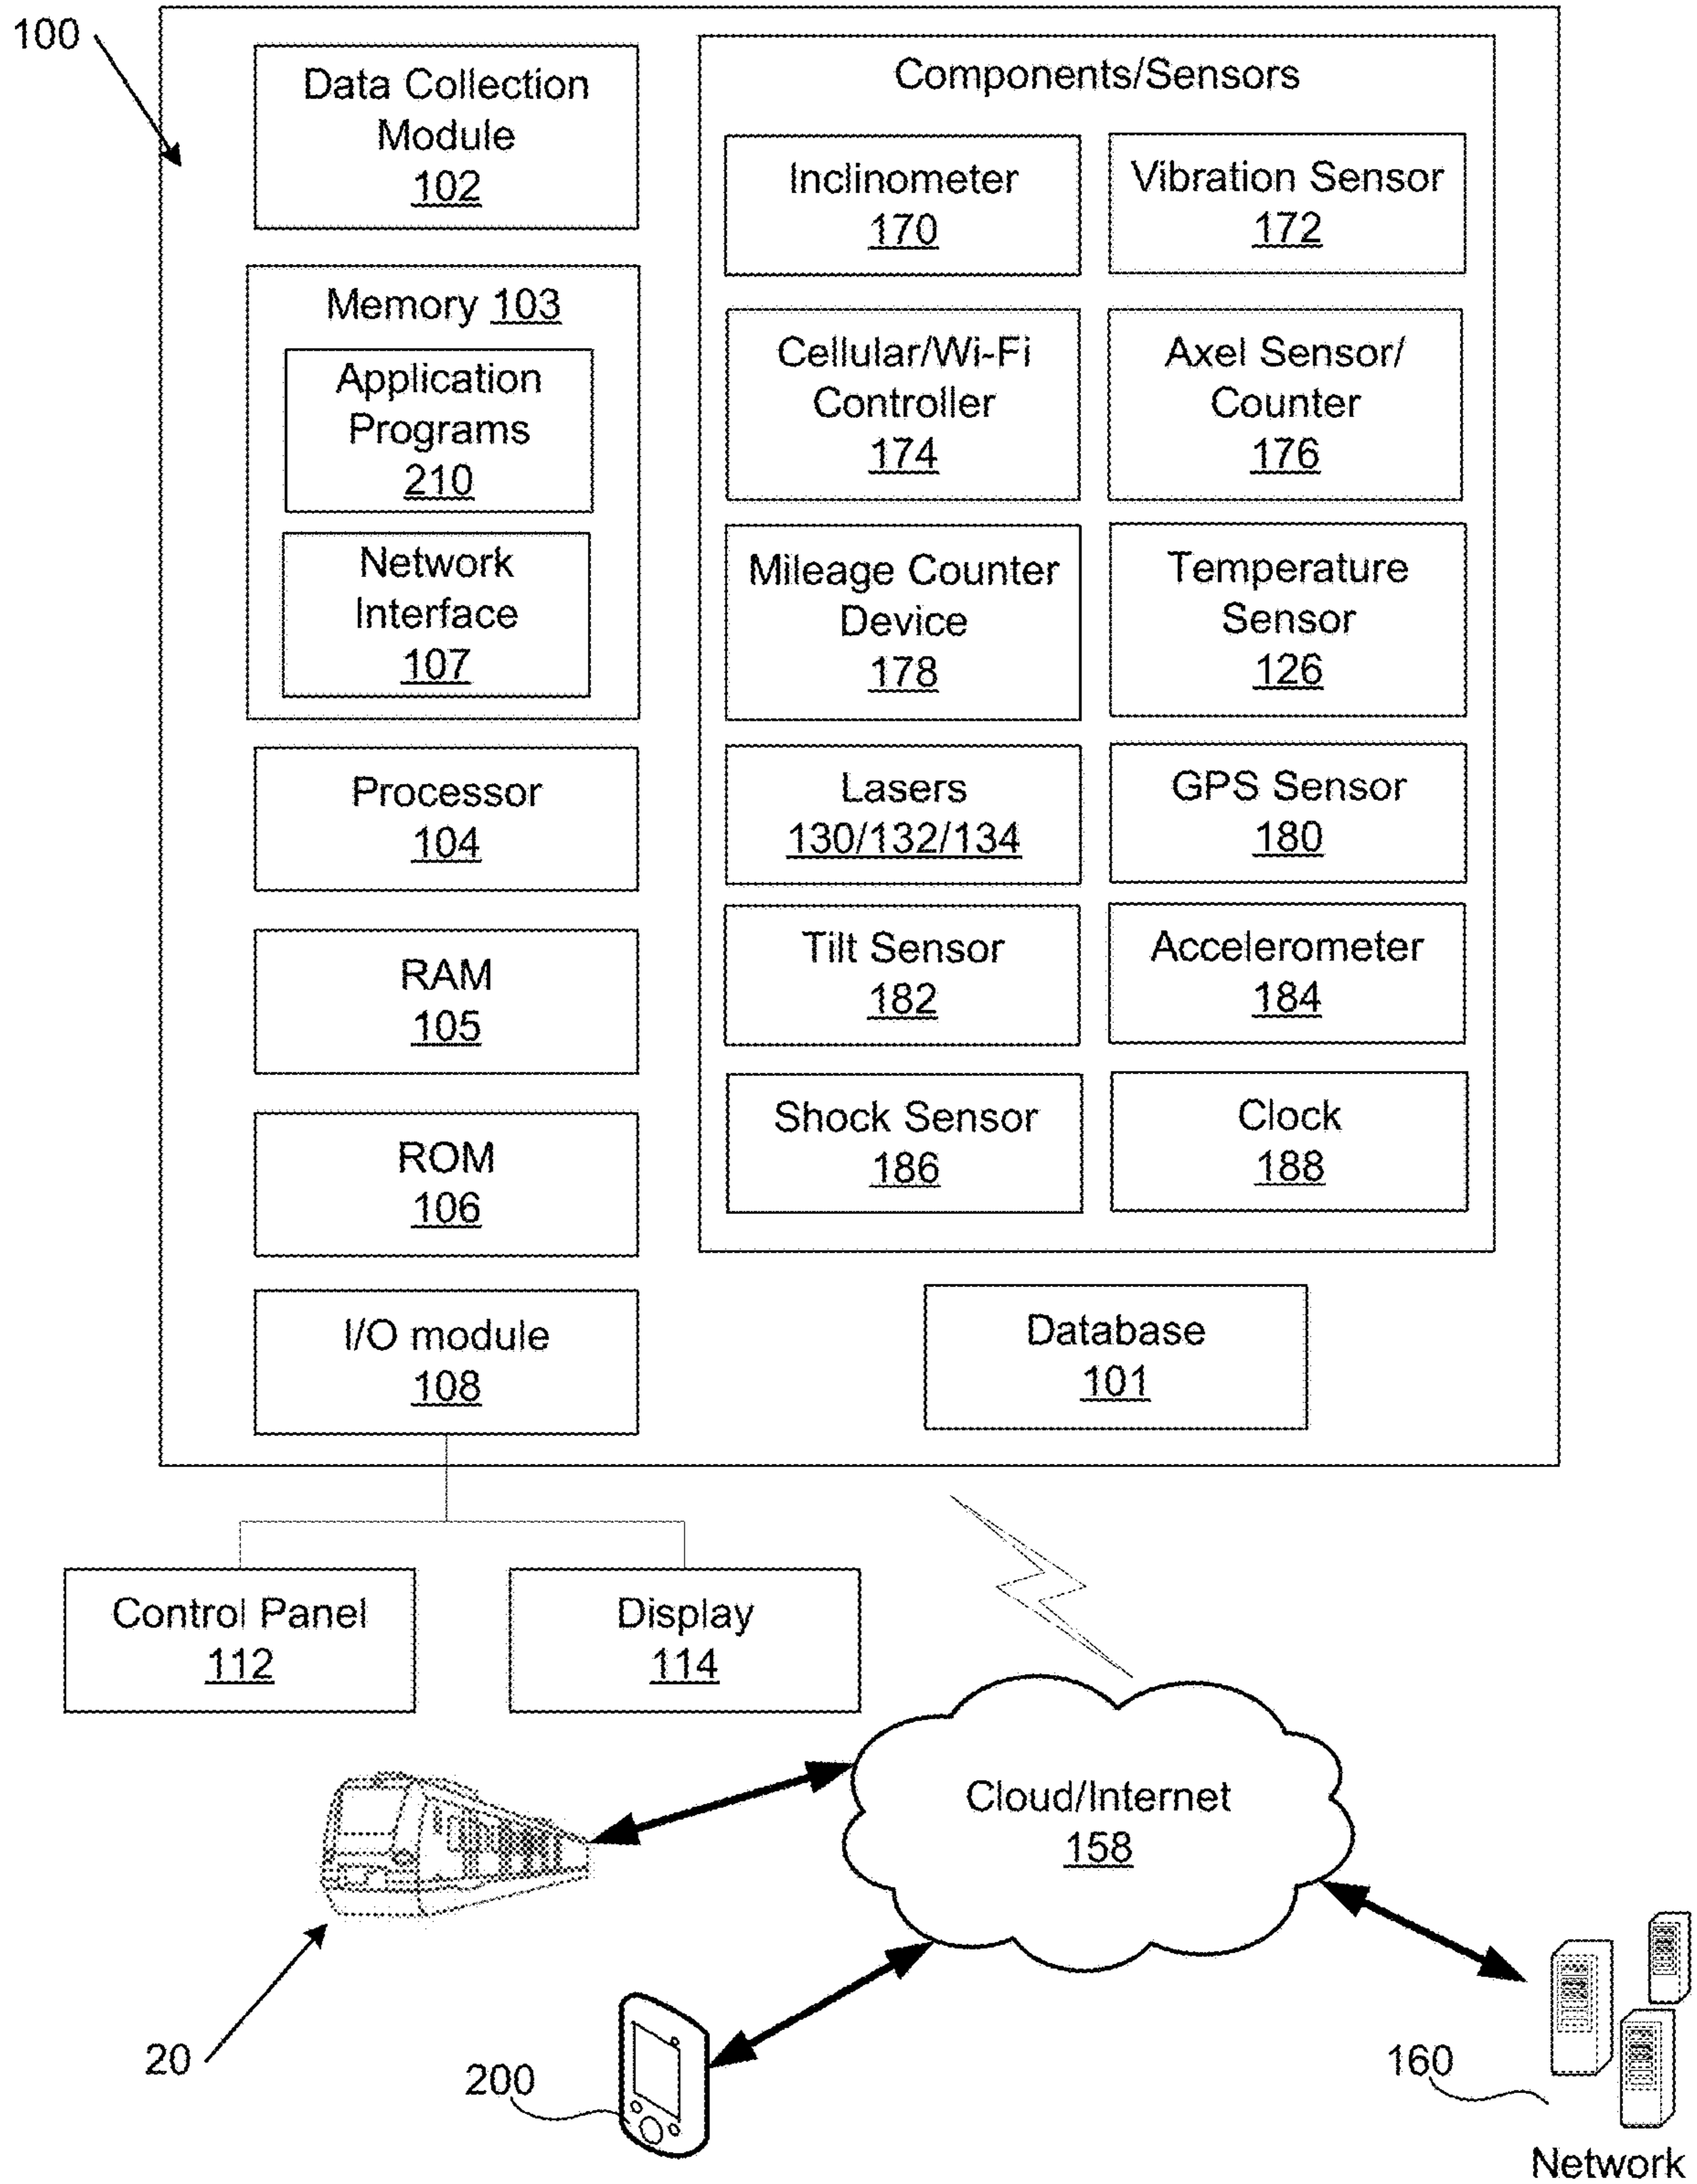 100
Data Collection
Module
102
Memory 103
Application
Programs
210
Network
Interface
107
Processor
104
RAM
105
ROM
106
I/O module
108
Components/Sensors
Inclinometer
170
Vibration Sensor
172
Cellular/Wi-Fi
Controller
174
Axel Sensor/
Counter
176
Mileage Counter
Device
178
Temperature
Sensor
126
Lasers
130/132/134
GPS Sensor
180
Tilt Sensor
182
Accelerometer
184
Shock Sensor
186
Clock
188
Database
101
Control Panel
112
Display
114
Cloud/Internet
158
20
200
160
Network